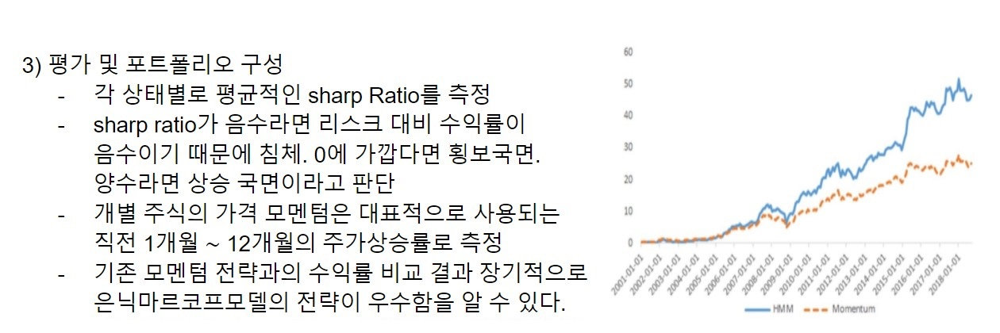 3) 평가 및 포트폴리오 구성
- 각 상태별로 평균적인 sharp Ratio를 측정
- sharp ratio가 음수라면 리스크 대비 수익률이
음수이기 때문에 침체. 0에 가깝다면 횡보국면.
양수라면 상승 국면이라고 판단
- 개별 주식의 가격 모멘텀은 대표적으로 사용되는
직전 1개월 ~ 12개월의 주가상승률로 측정
- 기존 모멘텀 전략과의 수익률 비교 결과 장기적으로
은닉마르코프모델의 전략이 우수함을 알 수 있다.
60
50
40
30
20
10
0
2001-01-01
2002-01-01
2003-01-01
2004-01-01
2005-01-01
2006-01-01
2007-01-01
2008-01-01
2009-01-01
2010-01-01
2011-01-01
2012-01-01
2013-01-01
2014-01-01
2015-01-01
2016-01-01
2017-01-01
2018-01-01
HMM Momentum